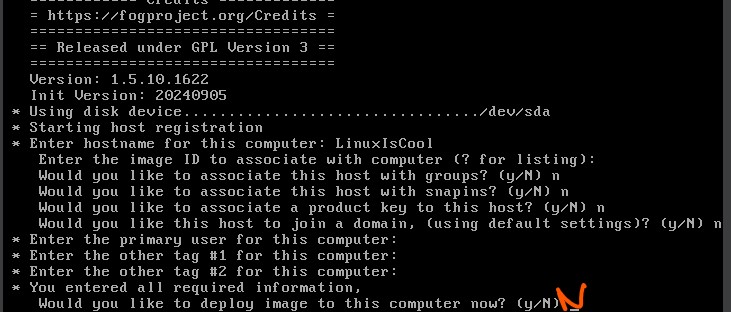 = https://fogproject.org/Credits =
==================================
== Released under GPL Version 3 ==
==================================
Version: 1.5.10.1622
Init Version: 20240905
* Using disk device................................./dev/sda
* Starting host registration
* Enter hostname for this computer: LinuxIsCool
Enter the image ID to associate with computer (? for listing):
Would you like to associate this host with groups? (y/N) n
Would you like to associate this host with snapins? (y/N) n
Would you like to associate a product key to this host? (y/N) n
Would you like this host to join a domain, (using default settings)? (y/N) n
* Enter the primary user for this computer:
* Enter the other tag #1 for this computer:
* Enter the other tag #2 for this computer:
* You entered all required information,
Would you like to deploy image to this computer now? (y/N) N